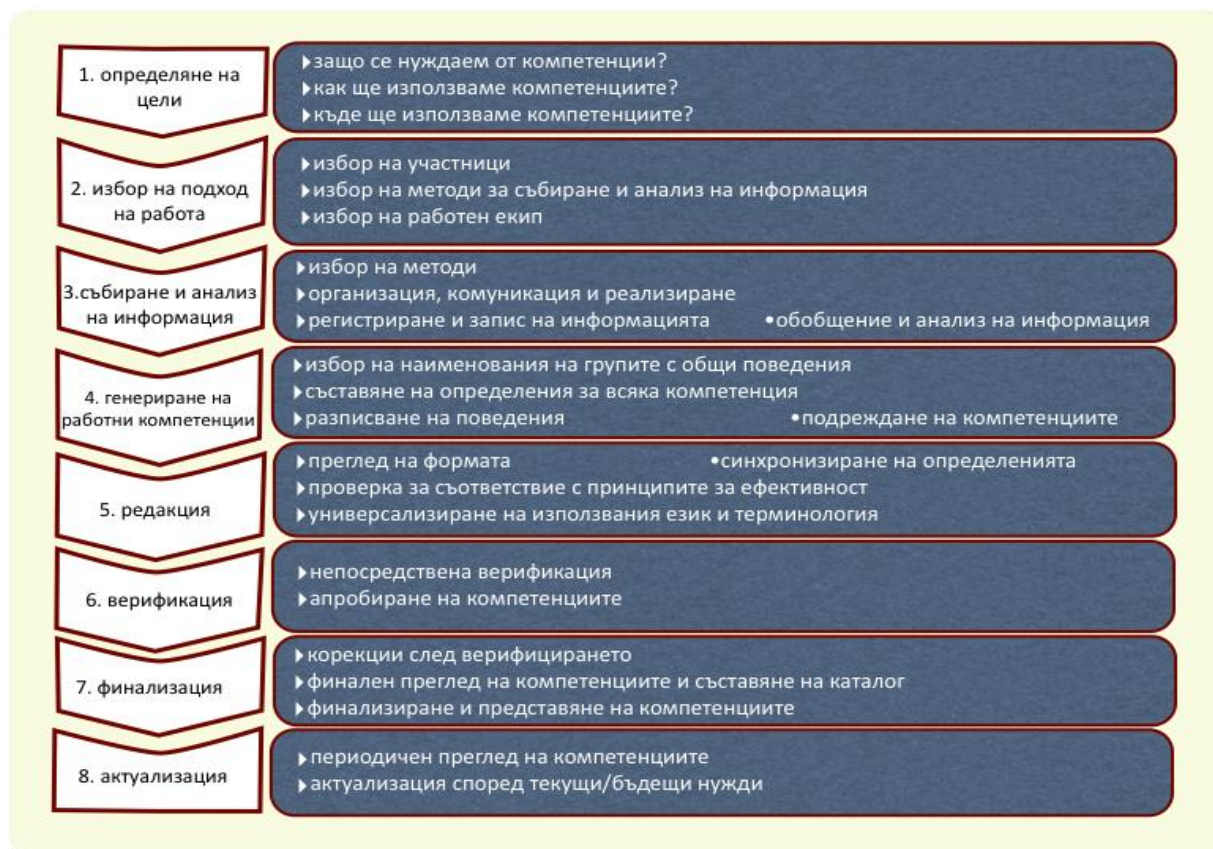 1. определяне на
цели
▸защо се нуждаем от компетенции?
▸как ще използваме компетенциите?
▸къде ще използваме компетенциите?
2. избор на подход
на работа
▸избор на участници
▸избор на методи за събиране и анализ на информация
▸избор на работен екип
3.събиране и анализ
на информация
▸избор на методи
▸организация, комуникация и реализиране
▸регистриране и запис на информацията •обобщение и анализ на информация
4. генериране на
работни компетенции
▸избор на наименования на групите с общи поведения
▸съставяне на определения за всяка компетенция
▸разписване на поведения •подреждане на компетенциите
5. редакция
▸преглед на формата •синхронизиране на определенията
▸проверка за съответствие с принципите за ефективност
▸универсализиране на използвания език и терминология
6. верификация
▸непосредствена верификация
▸апробиране на компетенциите
7. финализация
▸корекции след верифицирането
▸финален преглед на компетенциите и съставяне на каталог
▸финализиране и представяне на компетенциите
8. актуализация
▸периодичен преглед на компетенциите
▸актуализация според текущи/бъдещи нужди